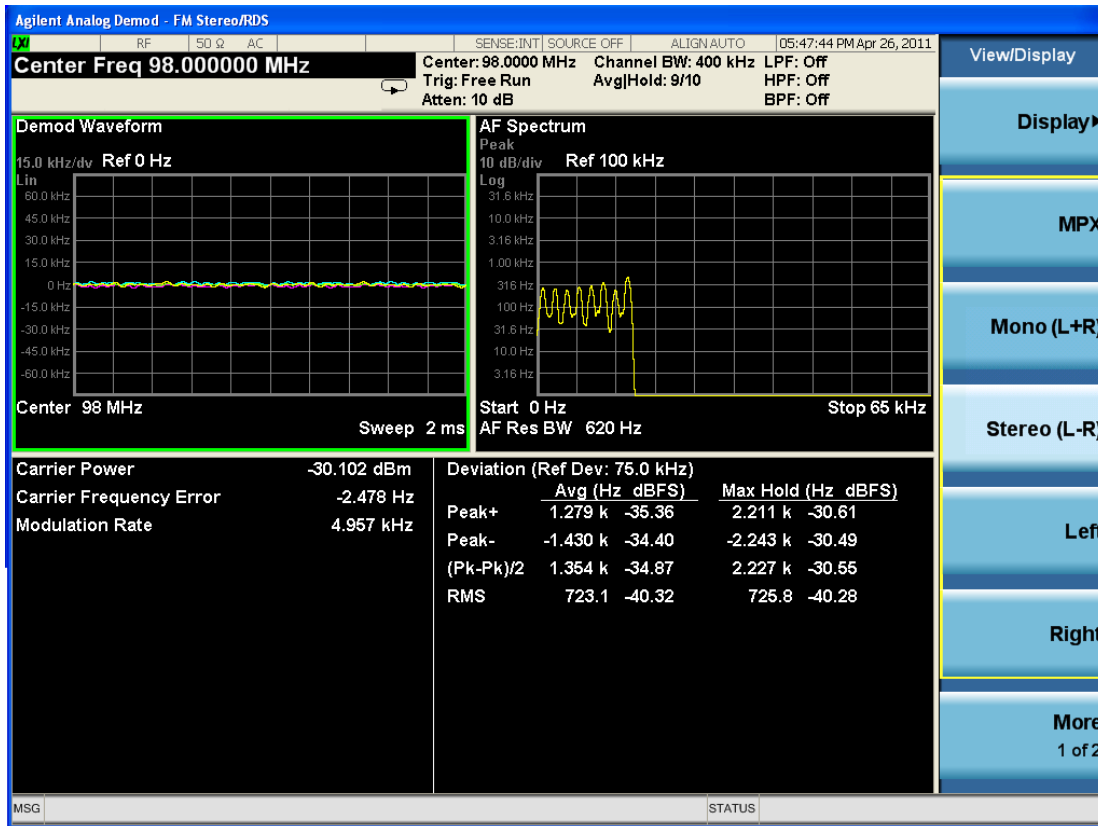 Agilent Analog Demod - FM Stereo/RDS
LXI RF 50 Ω AC SENSE:INT SOURCE OFF ALIGN AUTO 05:47:44 PM Apr 26, 2011
Center Freq 98.000000 MHz
Center: 98.0000 MHz Channel BW: 400 kHz LPF: Off
Trig: Free Run Avg|Hold: 9/10 HPF: Off
Atten: 10 dB BPF: Off
Demod Waveform
15.0 kHz/dv Ref 0 Hz
Lin
60.0 kHz
45.0 kHz
30.0 kHz
15.0 kHz
0 Hz
-15.0 kHz
-30.0 kHz
-45.0 kHz
-60.0 kHz
Center 98 MHz
Sweep 2 ms
AF Spectrum
Peak
10 dB/div Ref 100 kHz
Log
31.6 kHz
10.0 kHz
3.16 kHz
1.00 kHz
316 Hz
100 Hz
31.6 Hz
10.0 Hz
3.16 Hz
Start 0 Hz Stop 65 kHz
AF Res BW 620 Hz
Carrier Power -30.102 dBm
Carrier Frequency Error -2.478 Hz
Modulation Rate 4.957 kHz
Deviation (Ref Dev: 75.0 kHz)
Avg (Hz dBFS) Max Hold (Hz dBFS)
Peak+ 1.279 k -35.36 2.211 k -30.61
Peak- -1.430 k -34.40 -2.243 k -30.49
(Pk-Pk)/2 1.354 k -34.87 2.227 k -30.55
RMS 723.1 -40.32 725.8 -40.28
View/Display
Display
MPX
Mono (L+R)
Stereo (L-R)
Left
Right
More
1 of 2
MSG STATUS